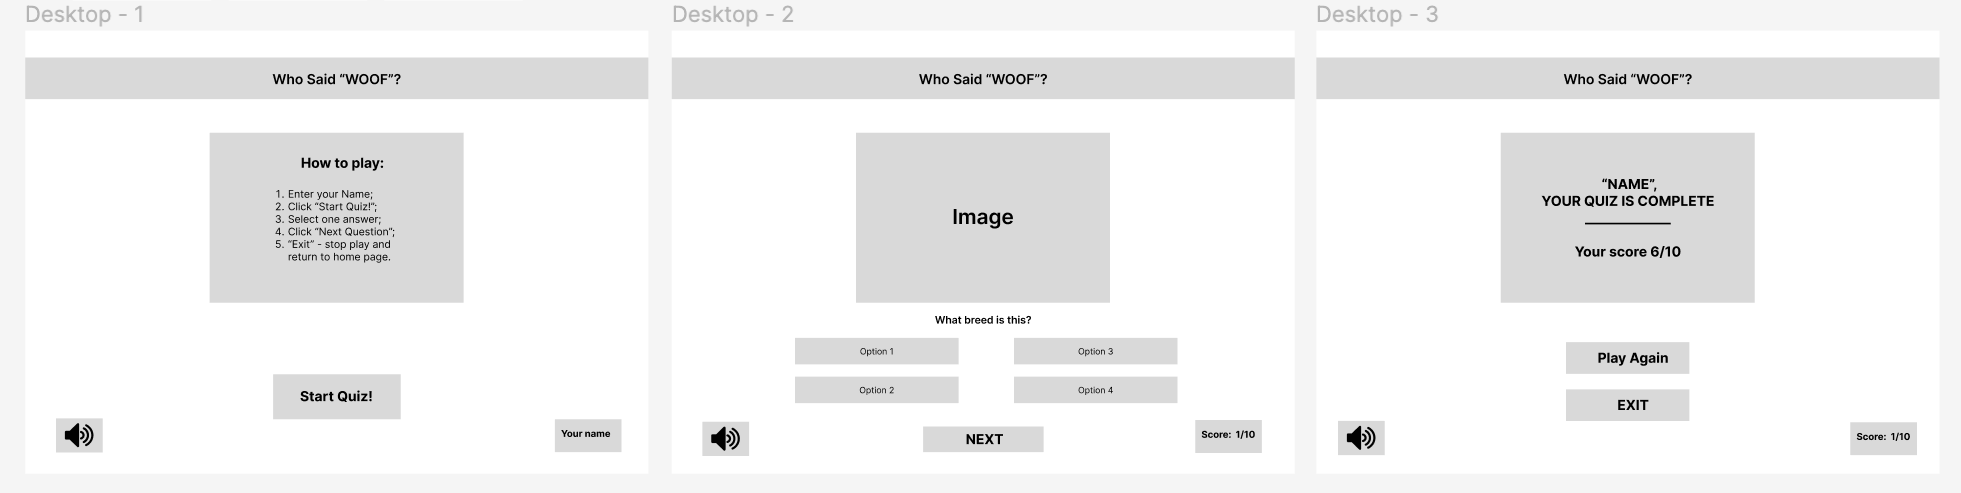 Desktop - 1
Who Said “WOOF”?
How to play:
1. Enter your Name;
2. Click “Start Quiz!”;
3. Select one answer;
4. Click “Next Question”;
5. “Exit” - stop play and
return to home page.
Start Quiz!
Your name
Desktop - 2
Who Said “WOOF”?
Image
What breed is this?
Option 1
Option 3
Option 2
Option 4
NEXT
Score: 1/10
Desktop - 3
Who Said “WOOF”?
“NAME”,
YOUR QUIZ IS COMPLETE
Your score 6/10
Play Again
EXIT
Score: 1/10